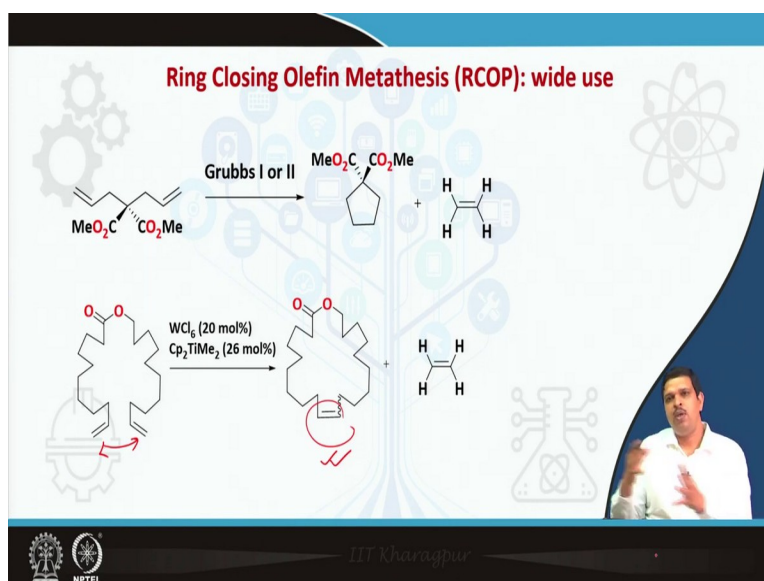 Ring Closing Olefin Metathesis (RCOP): wide use
Grubbs I or II
MeO₂C CO₂Me
MeO₂C CO₂Me
+
H H
H H
O O
WCl₆ (20 mol%)
Cp₂TiMe₂ (26 mol%)
O O
+
H H
H H
IIT Kharagpur
NPTEL